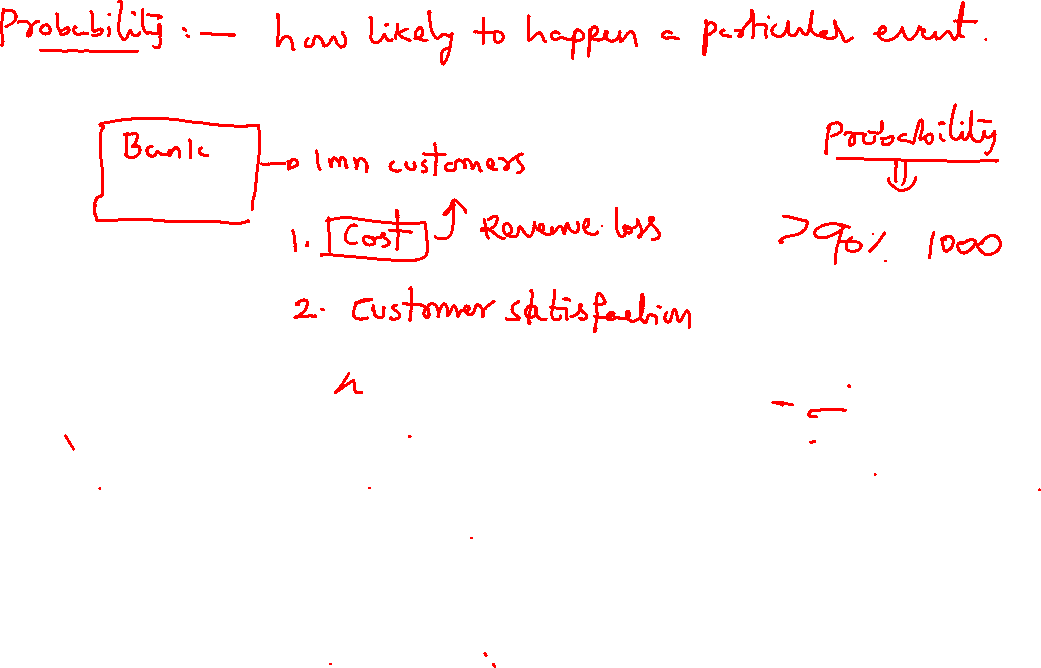 Probability :- how likely to happen a particular event.
Bank
1mn customers
Probability
1. Cost Revenue loss
>90% 1000
2. Customer satisfaction